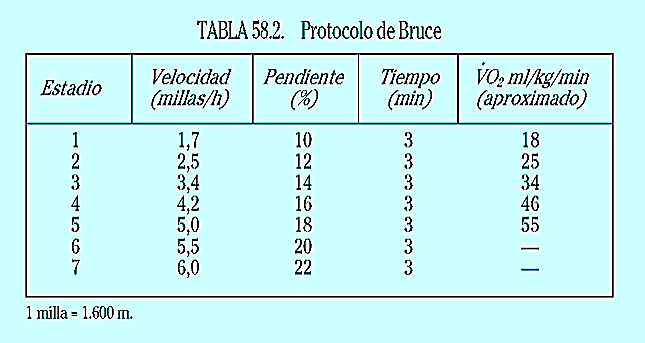 TABLA 58.2. Protocolo de Bruce
Estadio Velocidad (millas/h) Pendiente (%) Tiempo (min) V̇O₂ ml/kg/min (aproximado)
1 1,7 10 3 18
2 2,5 12 3 25
3 3,4 14 3 34
4 4,2 16 3 46
5 5,0 18 3 55
6 5,5 20 3 —
7 6,0 22 3 —
1 milla = 1.600 m.